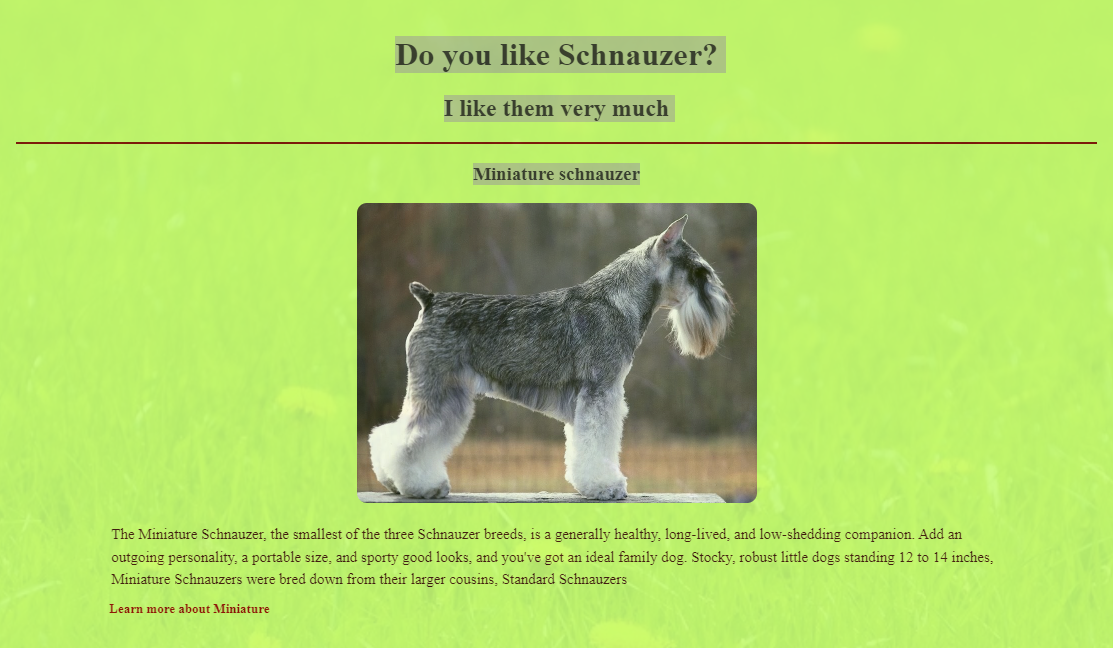 Do you like Schnauzer?
I like them very much
Miniature schnauzer
The Miniature Schnauzer, the smallest of the three Schnauzer breeds, is a generally healthy, long-lived, and low-shedding companion. Add an
outgoing personality, a portable size, and sporty good looks, and you've got an ideal family dog. Stocky, robust little dogs standing 12 to 14 inches,
Miniature Schnauzers were bred down from their larger cousins, Standard Schnauzers
Learn more about Miniature